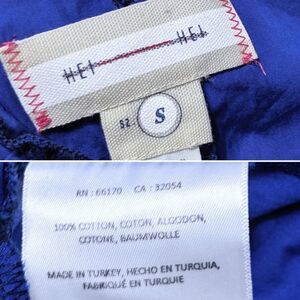 HEI HEI
S2 S
RN : 66170 CA : 32054
100% COTTON, COTON, ALGODON,
COTONE, BAUMWOLLE
MADE IN TURKEY, HECHO EN TURQUIA,
FABRIQUÉ EN TURQUIE